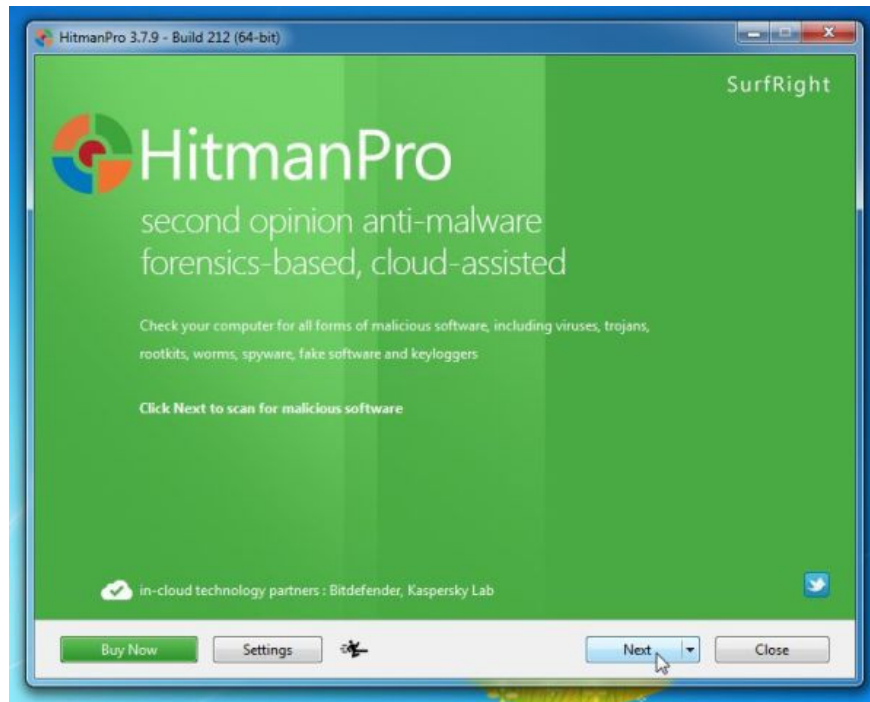 HitmanPro 3.7.9 - Build 212 (64-bit)
SurfRight
HitmanPro
second opinion anti-malware
forensics-based, cloud-assisted
Check your computer for all forms of malicious software, including viruses, trojans,
rootkits, worms, spyware, fake software and keyloggers
Click Next to scan for malicious software
in-cloud technology partners : Bitdefender, Kaspersky Lab
Buy Now Settings Next Close